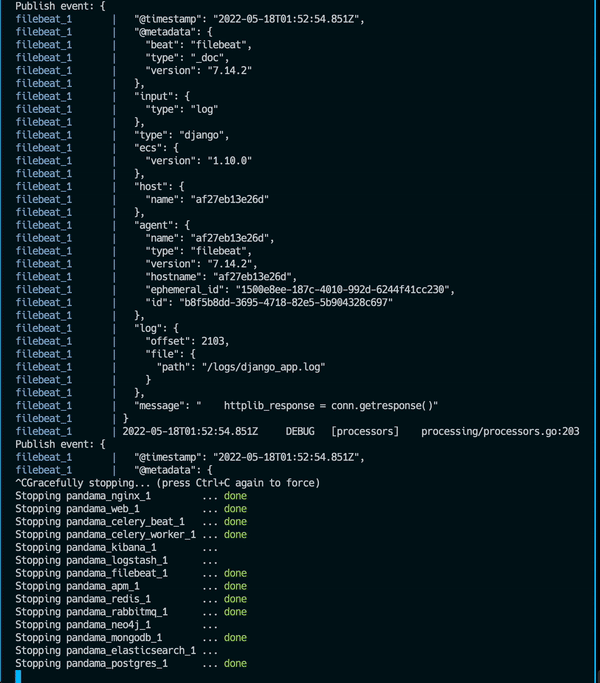 Publish event: {
filebeat_1 | "@timestamp": "2022-05-18T01:52:54.851Z",
filebeat_1 | "@metadata": {
filebeat_1 | "beat": "filebeat",
filebeat_1 | "type": "_doc",
filebeat_1 | "version": "7.14.2"
filebeat_1 | },
filebeat_1 | "input": {
filebeat_1 | "type": "log"
filebeat_1 | },
filebeat_1 | "type": "django",
filebeat_1 | "ecs": {
filebeat_1 | "version": "1.10.0"
filebeat_1 | },
filebeat_1 | "host": {
filebeat_1 | "name": "af27eb13e26d"
filebeat_1 | },
filebeat_1 | "agent": {
filebeat_1 | "name": "af27eb13e26d",
filebeat_1 | "type": "filebeat",
filebeat_1 | "version": "7.14.2",
filebeat_1 | "hostname": "af27eb13e26d",
filebeat_1 | "ephemeral_id": "1500e8ee-187c-4010-992d-6244f41cc230",
filebeat_1 | "id": "b8f5b8dd-3695-4718-82e5-5b904328c697"
filebeat_1 | },
filebeat_1 | "log": {
filebeat_1 | "offset": 2103,
filebeat_1 | "file": {
filebeat_1 | "path": "/logs/django_app.log"
filebeat_1 | }
filebeat_1 | },
filebeat_1 | "message": "    httplib_response = conn.getresponse()"
filebeat_1 | }
filebeat_1 | 2022-05-18T01:52:54.851Z DEBUG [processors] processing/processors.go:203
Publish event: {
filebeat_1 | "@timestamp": "2022-05-18T01:52:54.851Z",
filebeat_1 | "@metadata": {
^CGracefully stopping... (press Ctrl+C again to force)
Stopping pandama_nginx_1 ... done
Stopping pandama_web_1 ... done
Stopping pandama_celery_beat_1 ... done
Stopping pandama_celery_worker_1 ... done
Stopping pandama_kibana_1 ...
Stopping pandama_logstash_1 ...
Stopping pandama_filebeat_1 ... done
Stopping pandama_apm_1 ... done
Stopping pandama_redis_1 ... done
Stopping pandama_rabbitmq_1 ... done
Stopping pandama_neo4j_1 ...
Stopping pandama_mongodb_1 ... done
Stopping pandama_elasticsearch_1 ...
Stopping pandama_postgres_1 ... done